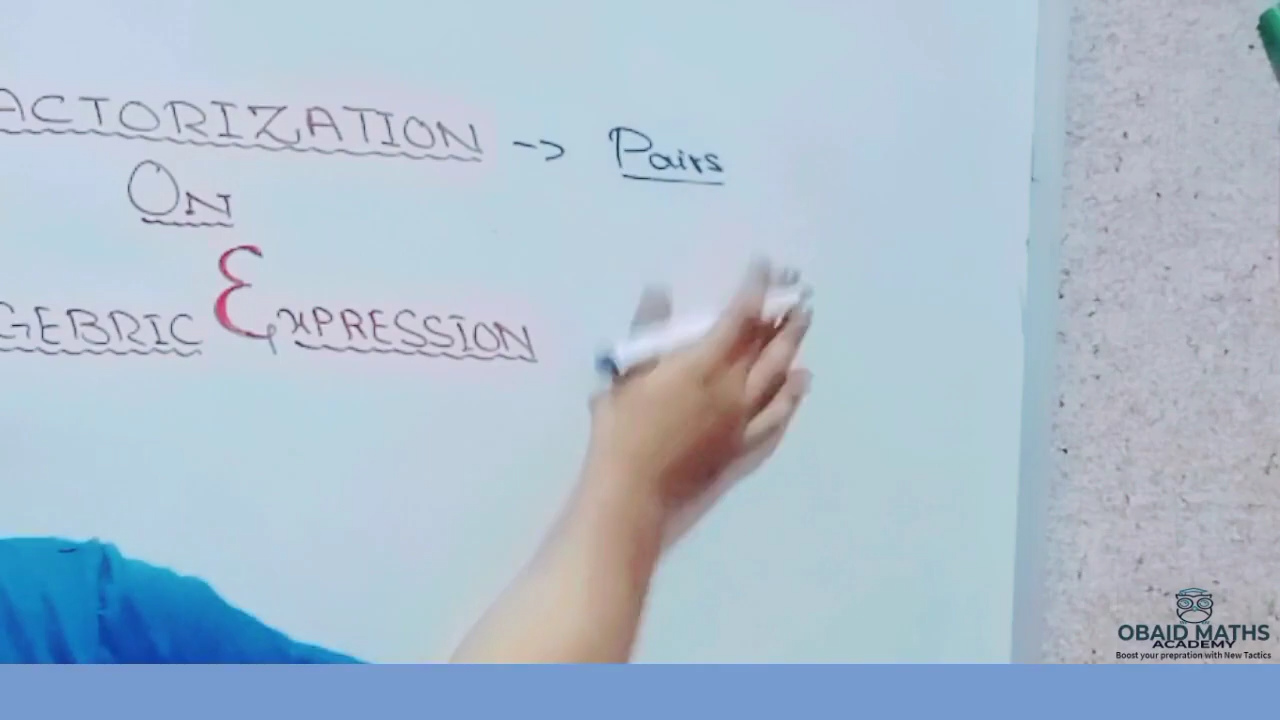 ACTORIZATION -> Pairs
ON
GEBRIC ExPRESSION
OBAID MATHS
ACADEMY
Boost your prepration with New Tactics